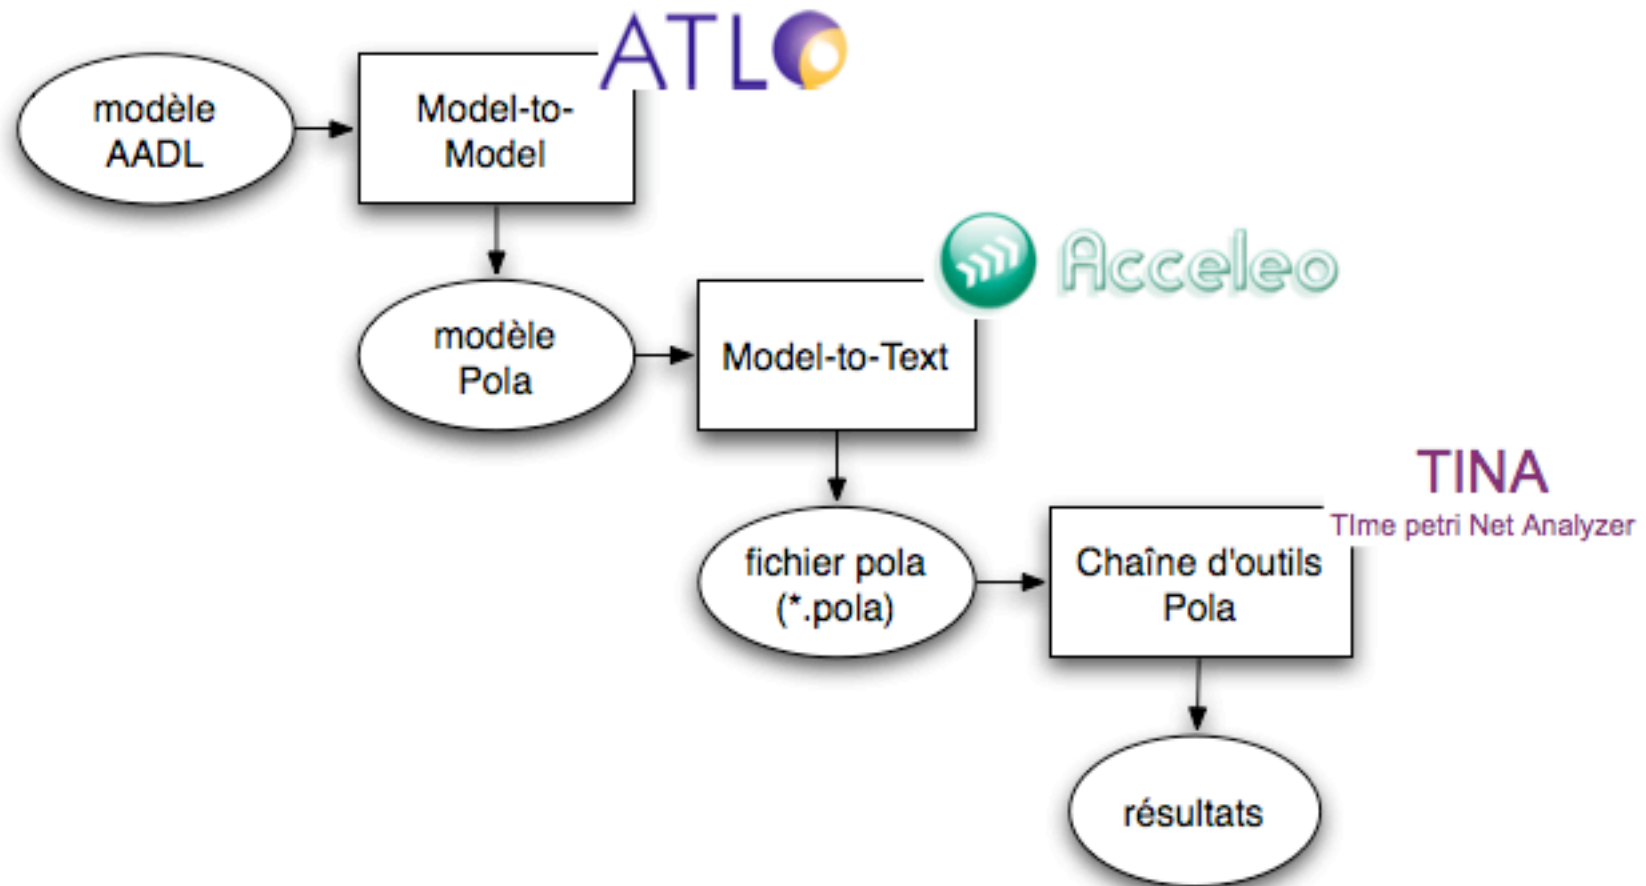 ATL
modèle
AADL
Model-to-
Model
Acceleo
modèle
Pola
Model-to-Text
TINA
TIme petri Net Analyzer
fichier pola
(*.pola)
Chaîne d'outils
Pola
résultats